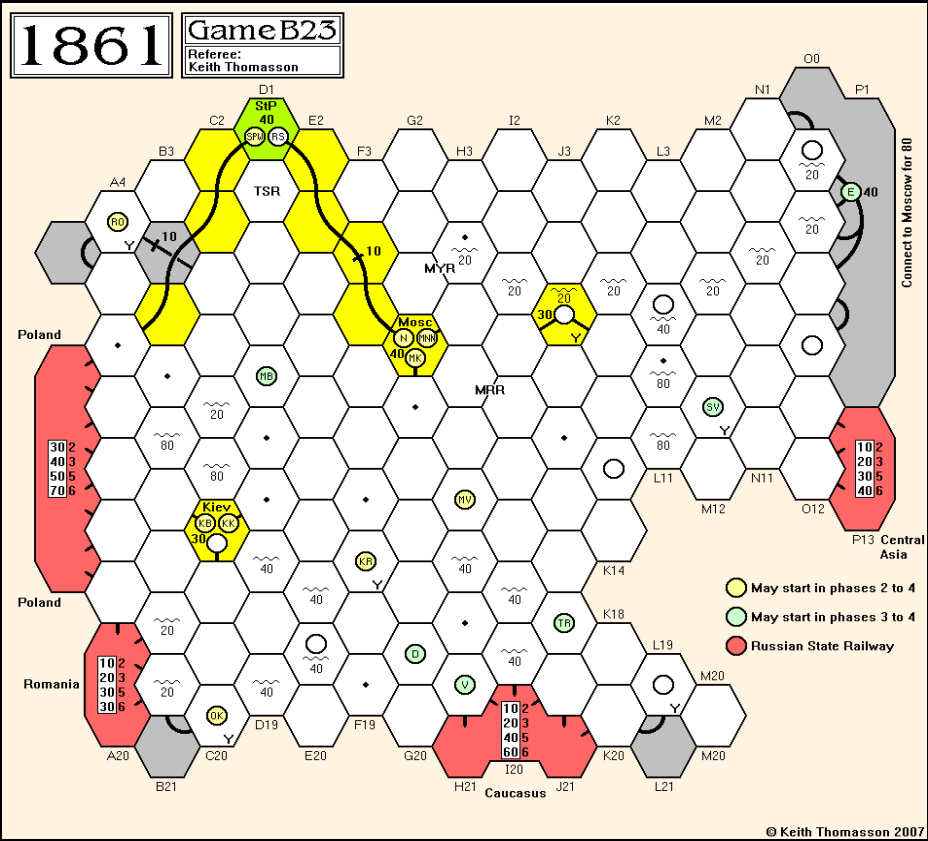 1861
Game B23
Referee:
Keith Thomasson
O0
D1
N1
P1
StP
40
C2
E2
G2
I2
K2
M2
SPW
RS
B3
F3
H3
J3
L3
A4
TSR
20
E
40
RO
Y
10
10
20
20
20
MYR
20
20
20
20
Connect to Moscow for 80
30
Y
Mosc
N
MNN
40
MK
40
Poland
MB
80
MRR
20
SV
Y
80
80
30 2
40 3
50 5
70 6
10 2
20 3
30 5
40 6
80
L11
N11
MV
M12
O12
Kiev
KB
KK
30
P13
Central
Asia
40
KR
Y
40
K14
Poland
40
40
May start in phases 2 to 4
20
TR
K18
May start in phases 3 to 4
40
D
40
L19
Russian State Railway
10 2
20 3
30 5
30 6
Romania
20
40
V
M20
OK
Y
10 2
20 3
40 5
60 6
Y
A20
D19
F19
C20
E20
G20
I20
K20
M20
B21
H21
J21
L21
Caucasus
© Keith Thomasson 2007